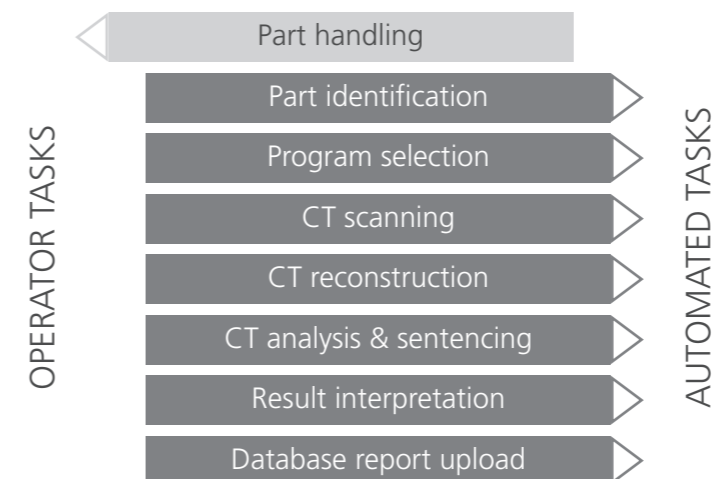 Part handling
Part identification
Program selection
CT scanning
CT reconstruction
CT analysis & sentencing
Result interpretation
Database report upload
OPERATOR TASKS
AUTOMATED TASKS